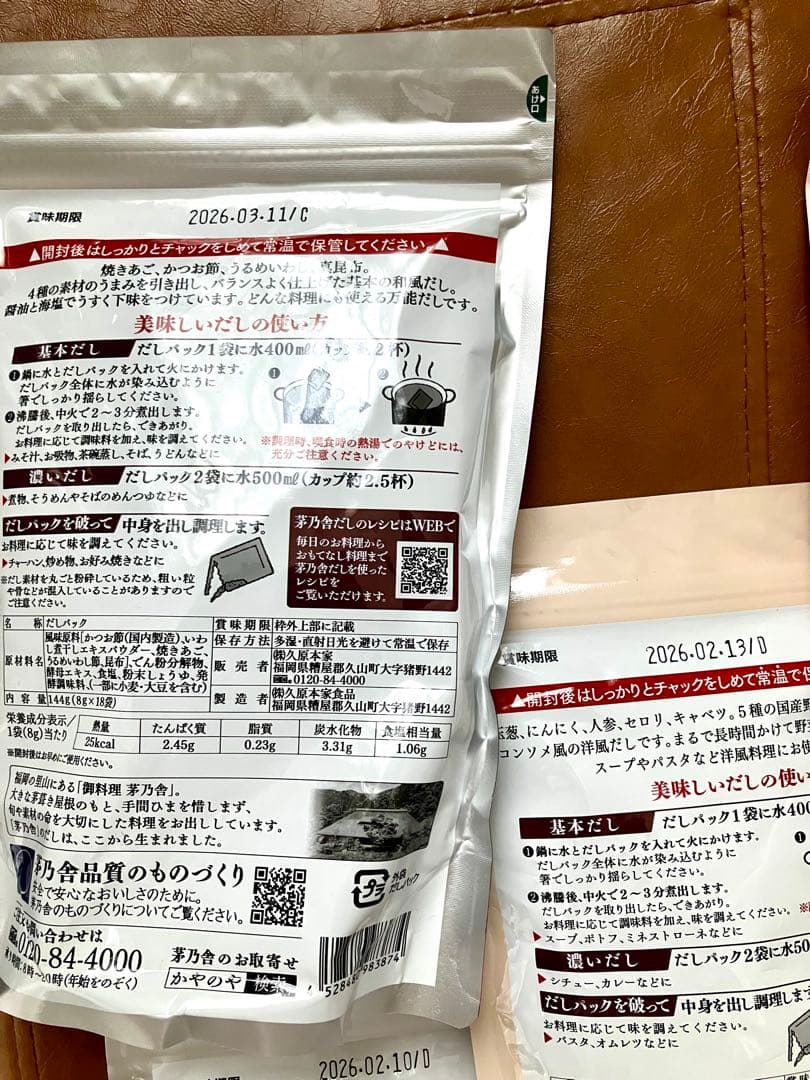 あけ口
賞味期限
2026.03.11/C
▲開封後はしっかりとチャックをしめて常温で保管してください。▲
焼きあご、かつお節、うるめいわし、真昆布。
4種の素材のうまみを引き出し、バランスよく仕上げた基本の和風だし。
醤油と海塩でうすく下味をつけています。どんな料理にも使える万能だしです。
美味しいだしの使い方
基本だし だしパック1袋に水400㎖(カップ約2杯)
❶鍋に水とだしパックを入れて火にかけます。
だしパック全体に水が染み込むように
箸でしっかり揺らしてください。
❷沸騰後、中火で2〜3分煮出します。
だしパックを取り出したら、できあがり。
お料理に応じて調味料を加え、味を調えてください。
▶みそ汁、お吸物、茶碗蒸し、そば、うどんなどに
❶
❷
※調理時、喫食時の熱湯でのやけどには、
充分ご注意ください。
濃いだし だしパック2袋に水500㎖(カップ約2.5杯)
▶煮物、そうめんやそばのめんつゆなどに
だしパックを破って 中身を出し調理します。
お料理に応じて味を調えてください。
▶チャーハン、炒め物、お好み焼きなどに
※だし素材を丸ごと粉砕しているため、粗い粒
や骨などが混入していることがありますので
ご注意ください。
茅乃舎だしのレシピはWEBで
毎日のお料理から
おもてなし料理まで
茅乃舎だしを使った
レシピを
ご覧いただけます。
名称 だしパック
原材料名 風味原料[かつお節(国内製造)、いわ
し煮干しエキスパウダー、焼きあご、
うるめいわし節、昆布]、でん粉分解物、
酵母エキス、食塩、粉末しょうゆ、発
酵調味料、(一部に小麦・大豆を含む)
内容量 144g(8g×18袋)
賞味期限 枠外上部に記載
保存方法 多湿・直射日光を避けて常温で保存
販売者 ㈱久原本家
福岡県糟屋郡久山町大字猪野1442
0120-84-4000
製造者 ㈱久原本家食品
福岡県糟屋郡久山町大字猪野1442
栄養成分表示/
1袋(8g)当たり
熱量 たんぱく質 脂質 炭水化物 食塩相当量
25kcal 2.45g 0.23g 3.31g 1.06g
※開封後はお早めにご使用ください。
福岡の里山にある「御料理 茅乃舎」。
大きな茅葺き屋根のもと、手間ひまを惜しまず、
旬や素材の命を大切にした料理をお出ししています。
「茅乃舎」のだしは、ここから生まれました。
茅乃舎品質のものづくり
安全で安心なおいしさのために。
茅乃舎のものづくりについてご覧ください。
プラ
外袋
だしパック
問い合わせは
0120-84-4000
時(年始をのぞく)
茅乃舎のお取寄せ
かやのや 検索
賞味期限
2026.02.13/D
▲開封後はしっかりとチャックをしめて常温で保
玉葱、にんにく、人参、セロリ、キャベツ。5種の国産野
コンソメ風の洋風だしです。まるで長時間かけて野
スープやパスタなど洋風料理にお使
美味しいだしの使い
基本だし だしパック1袋に水400
❶鍋に水とだしパックを入れて火にかけます。
だしパック全体に水が染み込むように
箸でしっかり揺らしてください。
❷沸騰後、中火で2〜3分煮出します。
だしパックを取り出したら、できあがり。
お料理に応じて調味料を加え、味を調えてください。
▶スープ、ポトフ、ミネストローネなどに
濃いだし だしパック2袋に水50
▶シチュー、カレーなどに
だしパックを破って 中身を出し調理しま
お料理に応じて味を調えてください。
▶パスタ、オムレツなどに
賞味期限
2026.02.10/D